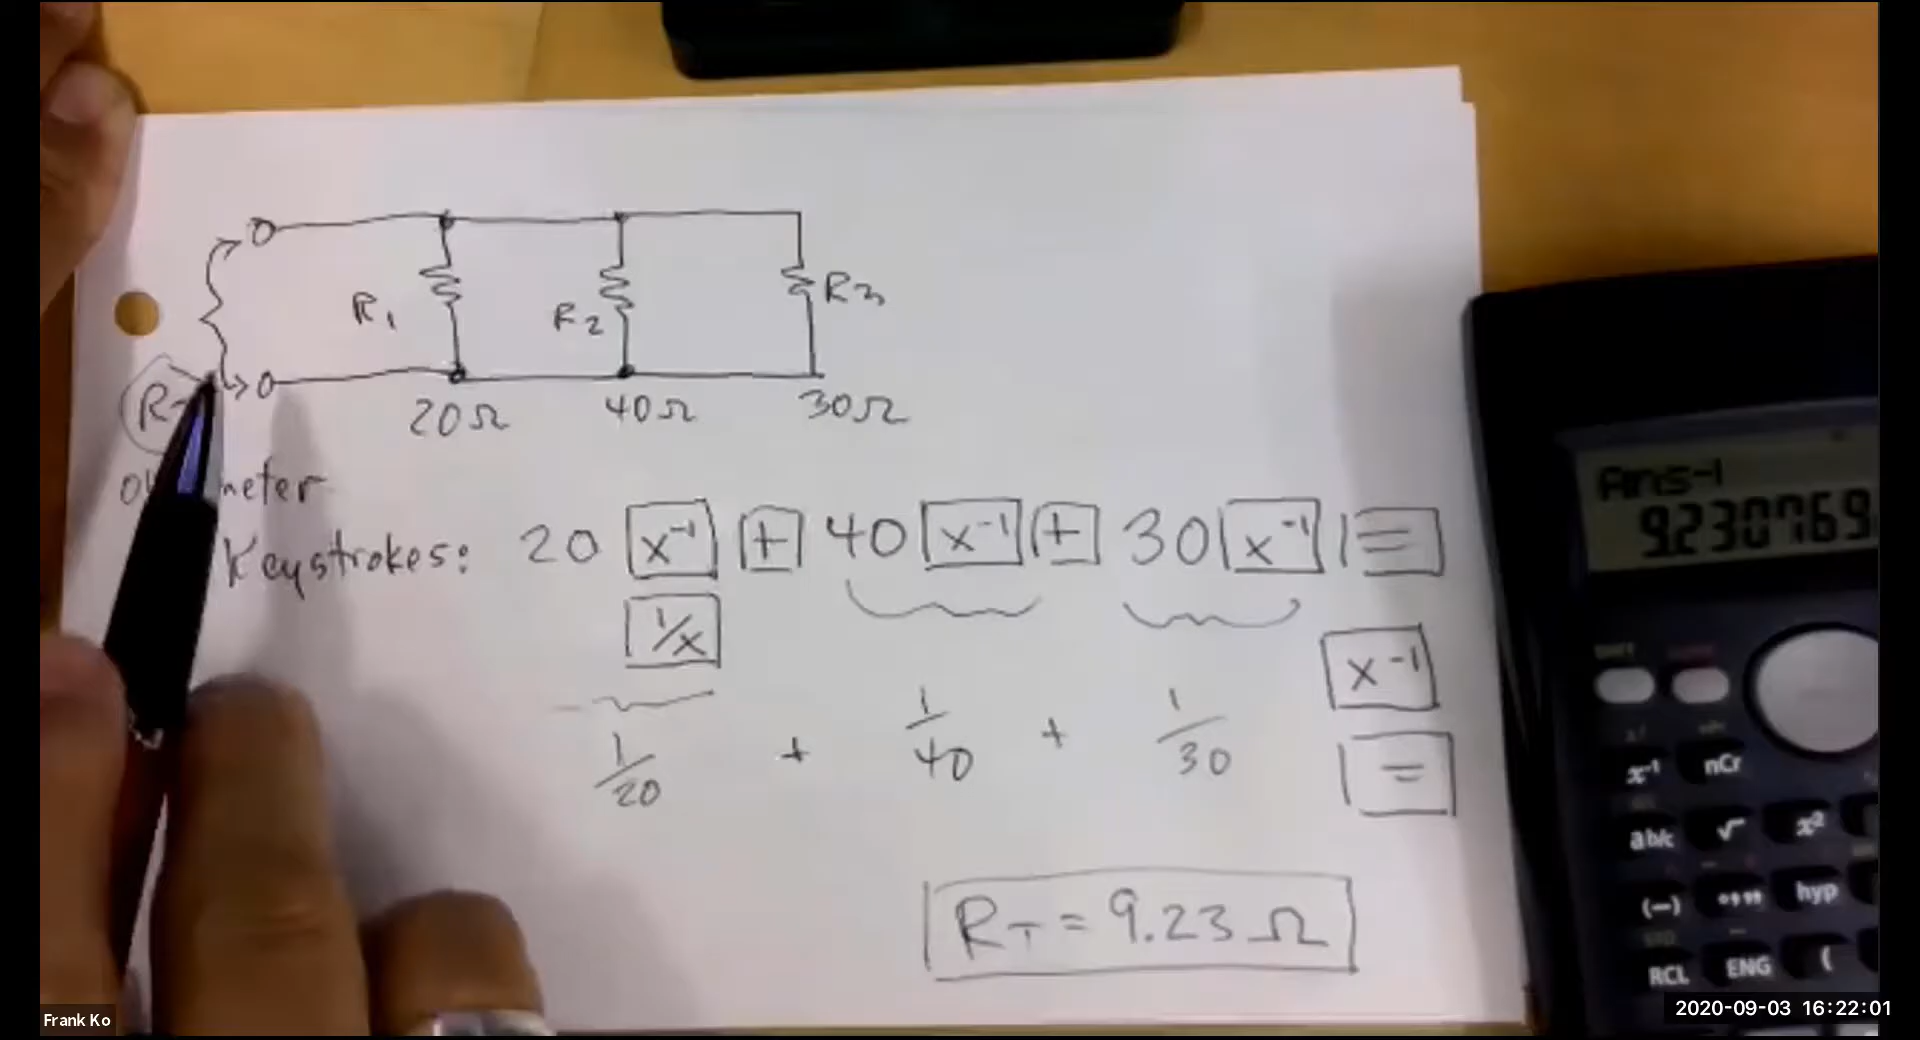 R1
R2
R3
20Ω 40Ω 30Ω
Keystrokes: 20 x⁻¹ + 40 x⁻¹ + 30 x⁻¹ =
1/x
x⁻¹
1/20 + 1/40 + 1/30
=
RT = 9.23 Ω
Ans-1
9.230769
x⁻¹ nCr
√ x²
(−) °''' hyp
RCL ENG (
Frank Ko
2020-09-03 16:22:01